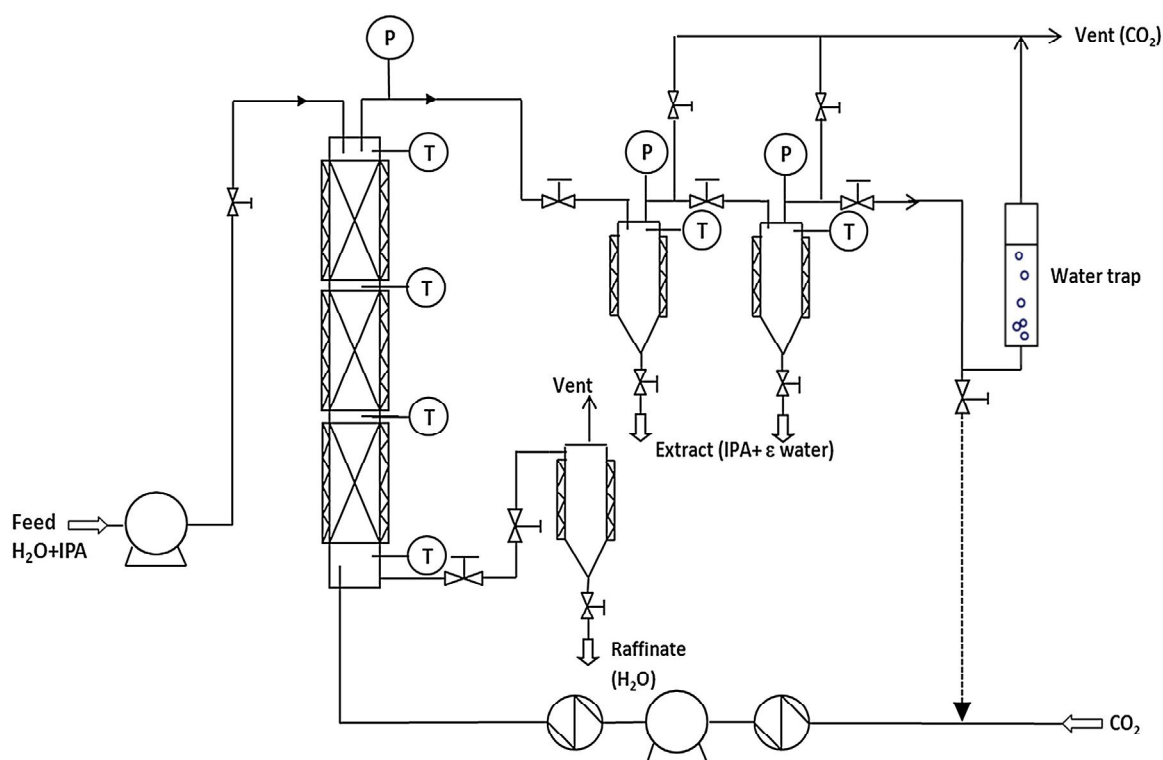 P
Vent (CO₂)
T
P
P
T
T
T
Water trap
Vent
T
Extract (IPA+ ε water)
Feed
H₂O+IPA
T
Raffinate
(H₂O)
CO₂